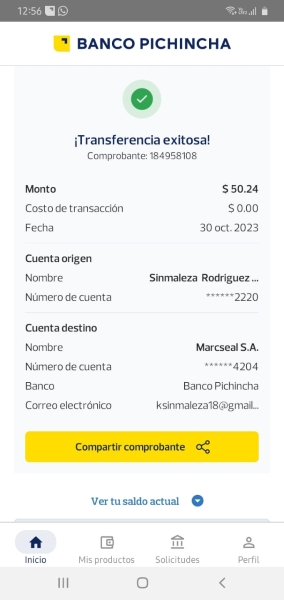 12:56
BANCO PICHINCHA
¡Transferencia exitosa!
Comprobante: 184958108
Monto $ 50.24
Costo de transacción $ 0.00
Fecha 30 oct. 2023
Cuenta origen
Nombre Sinmaleza Rodriguez ...
Número de cuenta ******2220
Cuenta destino
Nombre Marcseal S.A.
Número de cuenta ******4204
Banco Banco Pichincha
Correo electrónico ksinmaleza18@gmail...
Compartir comprobante
Ver tu saldo actual
Inicio Mis productos Solicitudes Perfil